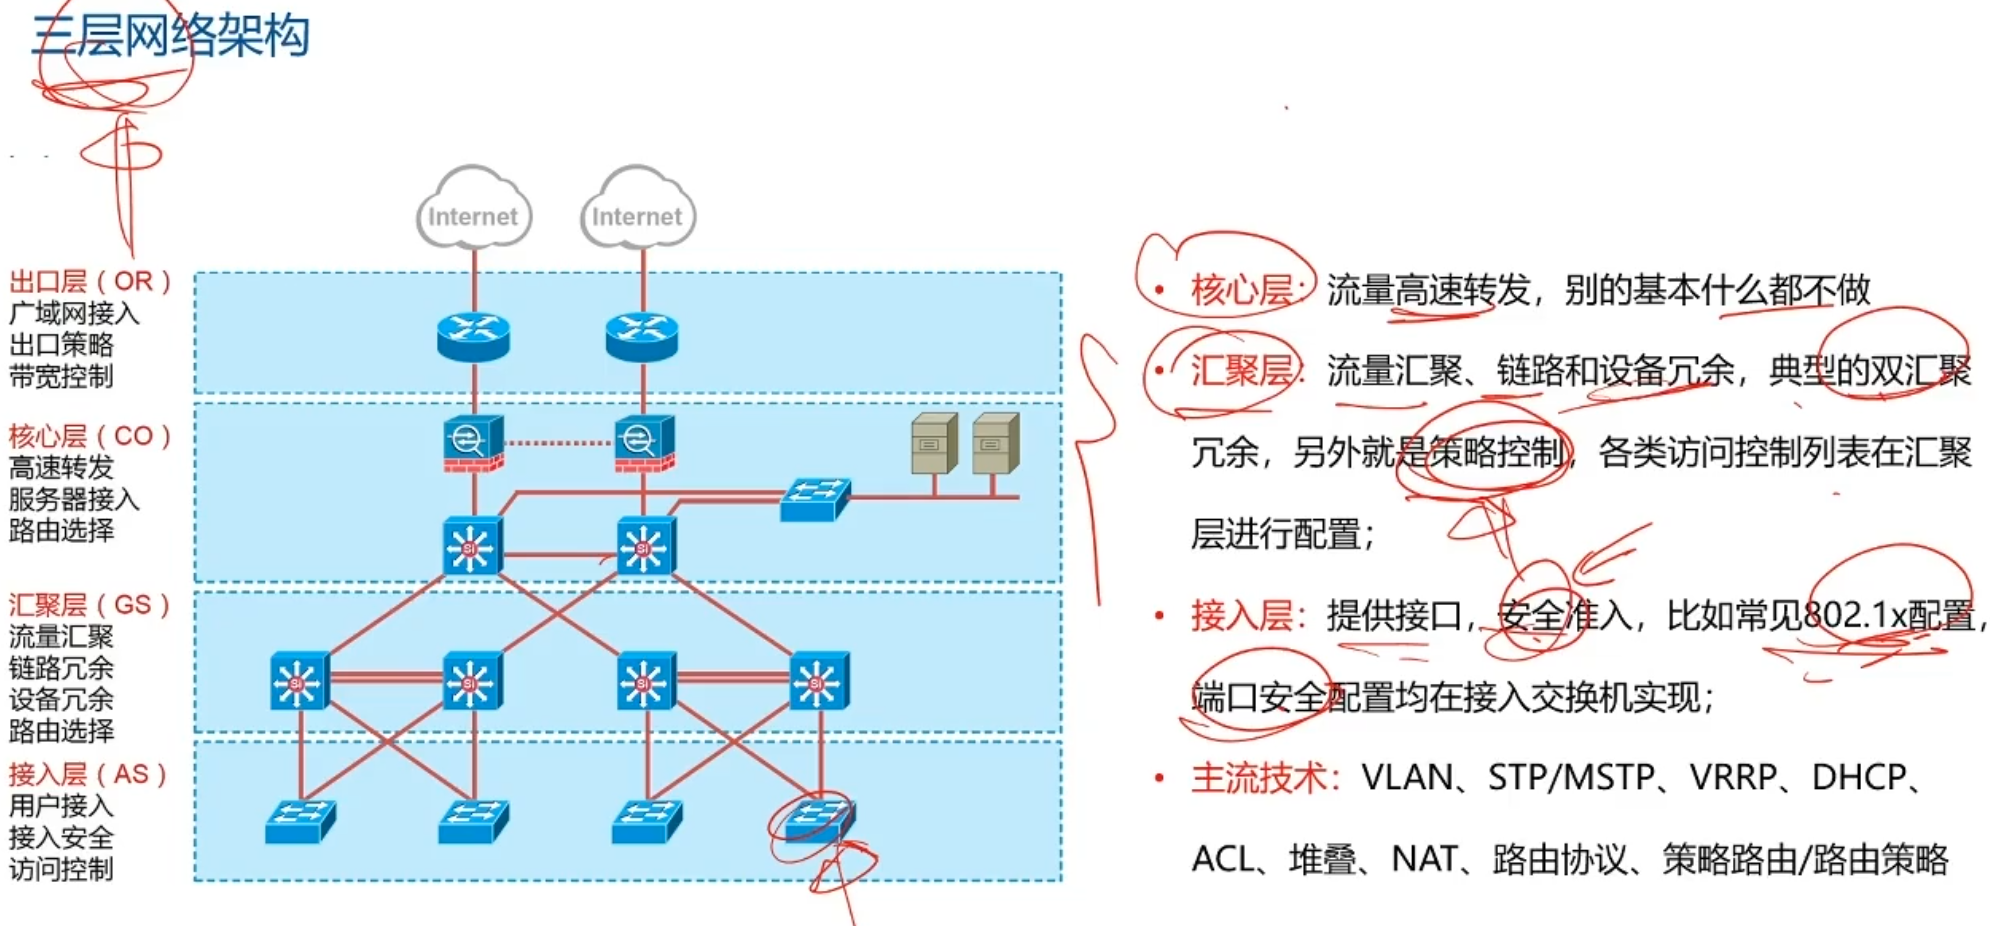 三层网络架构
Internet
Internet
出口层（OR）
广域网接入
出口策略
带宽控制
核心层（CO）
高速转发
服务器接入
路由选择
Si
Si
汇聚层（GS）
流量汇聚
链路冗余
设备冗余
路由选择
Si
Si
Si
Si
接入层（AS）
用户接入
接入安全
访问控制
• 核心层：流量高速转发，别的基本什么都不做
• 汇聚层：流量汇聚、链路和设备冗余，典型的双汇聚
冗余，另外就是策略控制，各类访问控制列表在汇聚
层进行配置；
• 接入层：提供接口，安全准入，比如常见802.1x配置，
端口安全配置均在接入交换机实现；
• 主流技术：VLAN、STP/MSTP、VRRP、DHCP、
ACL、堆叠、NAT、路由协议、策略路由/路由策略